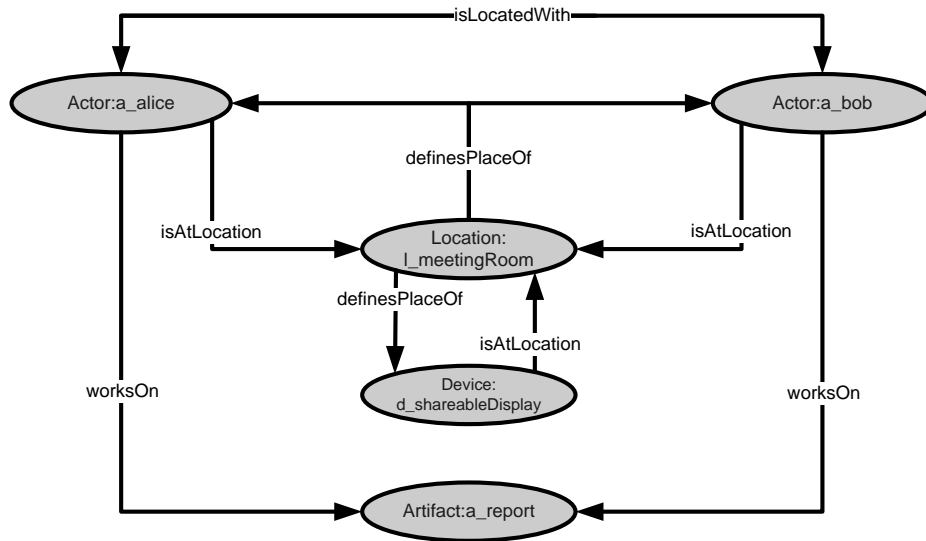 isLocatedWith
Actor:a_alice
Actor:a_bob
definesPlaceOf
isAtLocation
isAtLocation
Location:
l_meetingRoom
definesPlaceOf
isAtLocation
Device:
d_shareableDisplay
worksOn
worksOn
Artifact:a_report